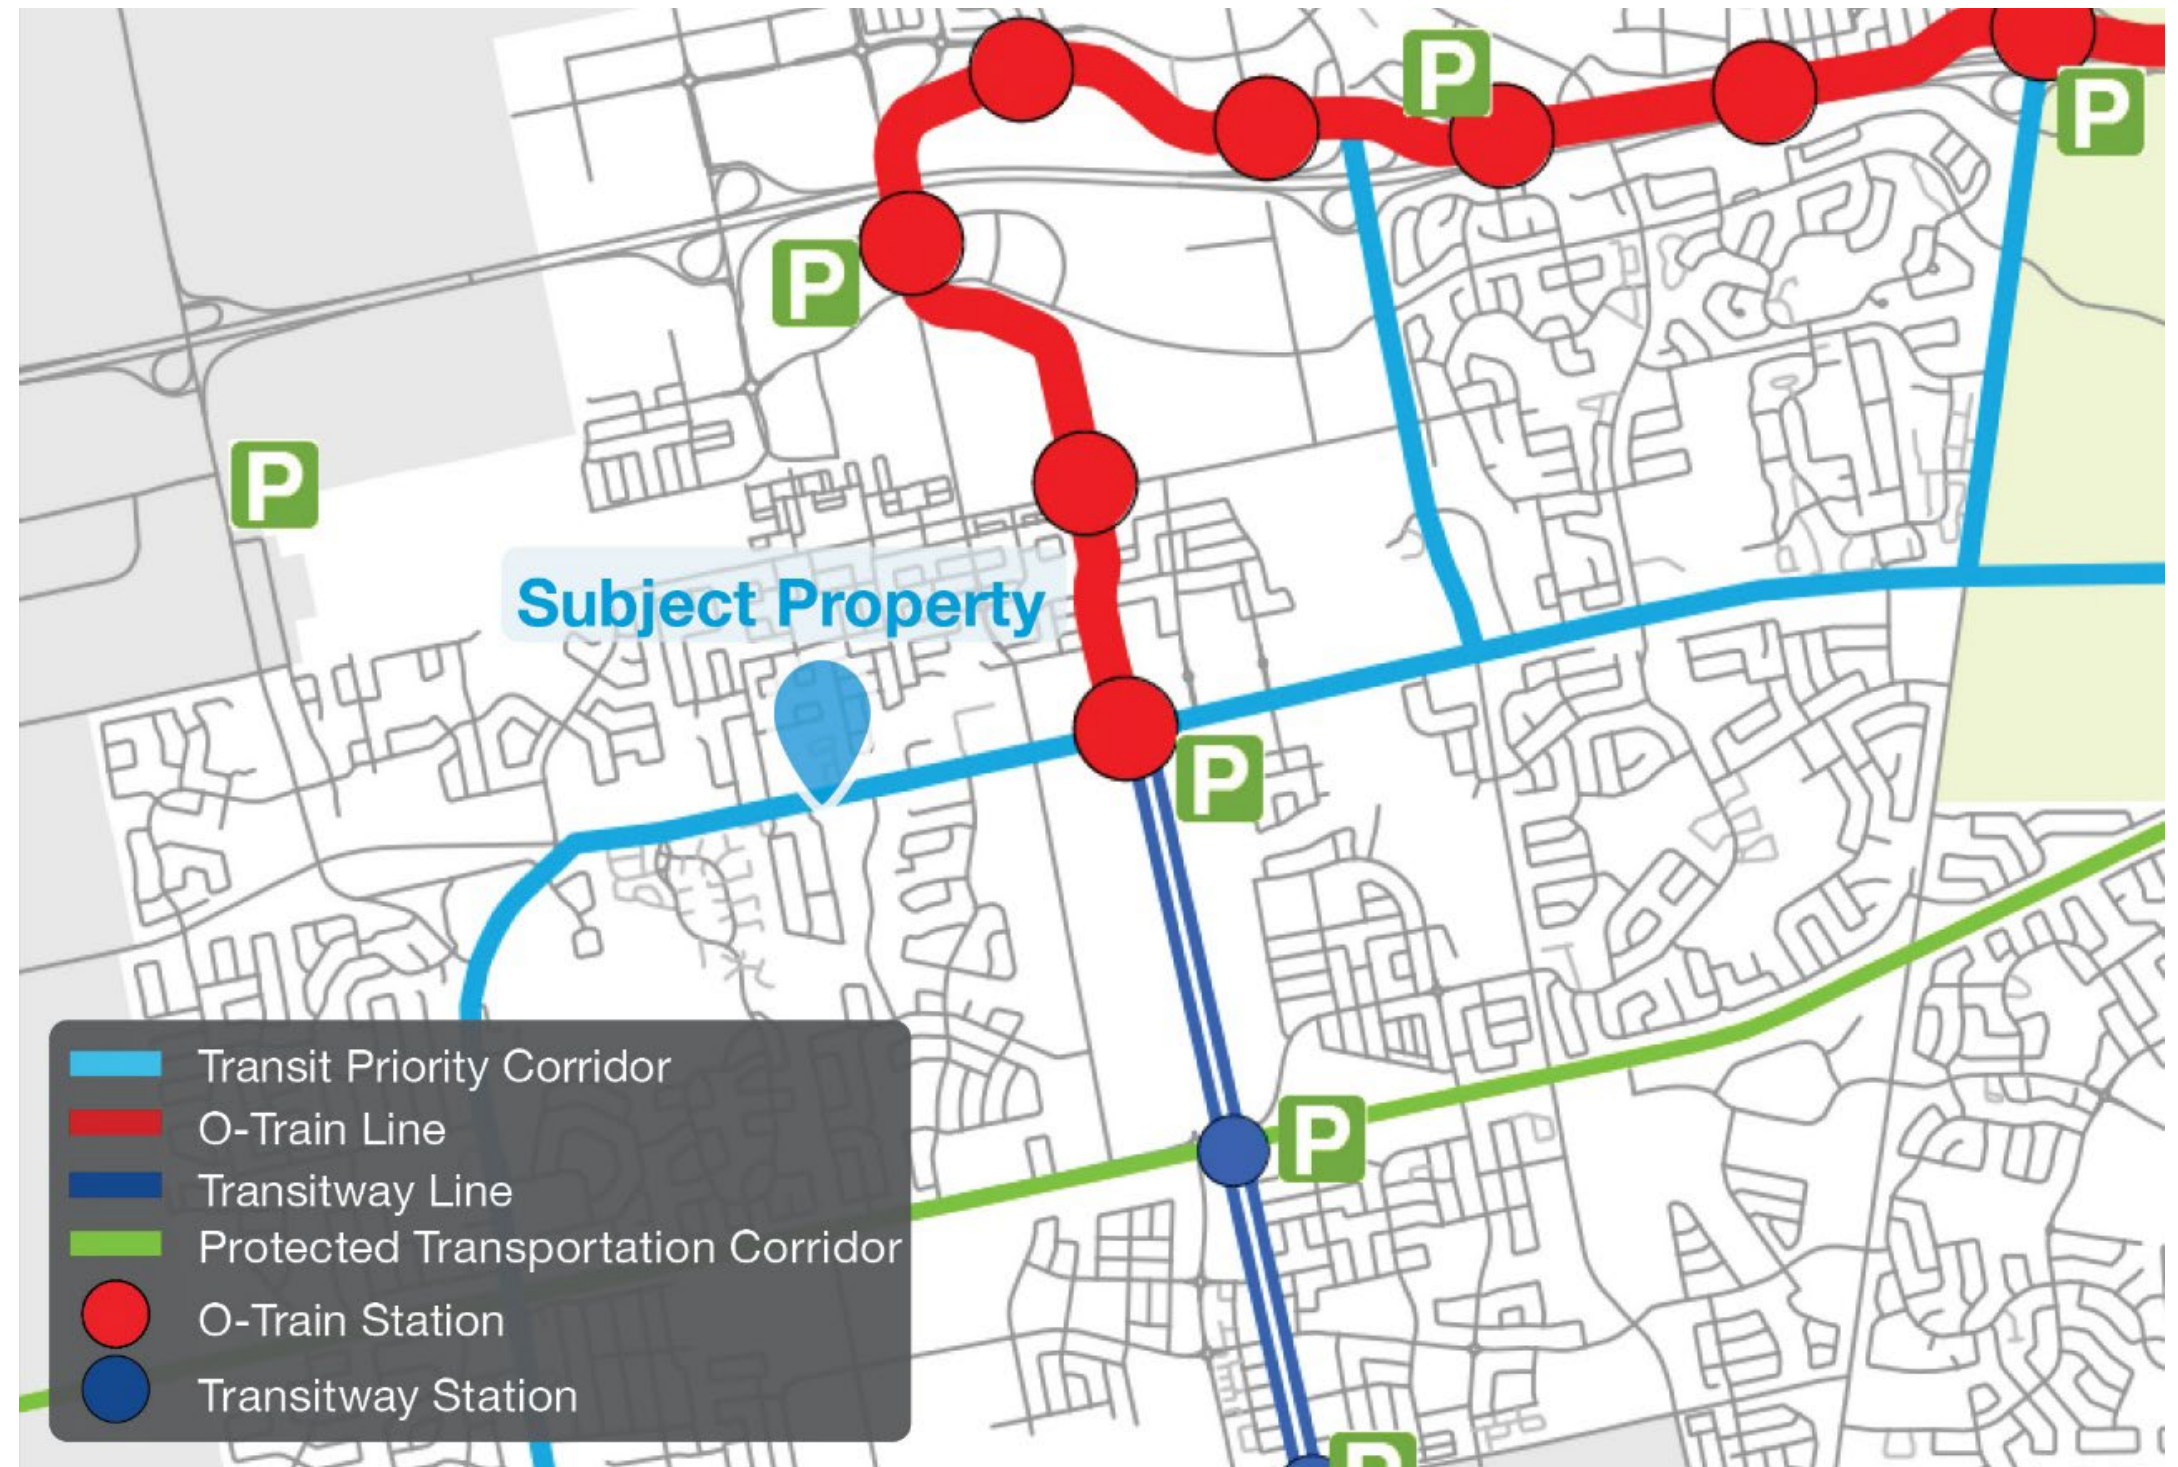 P
P
P
P
Subject Property
P
P
P
Transit Priority Corridor
O-Train Line
Transitway Line
Protected Transportation Corridor
O-Train Station
Transitway Station